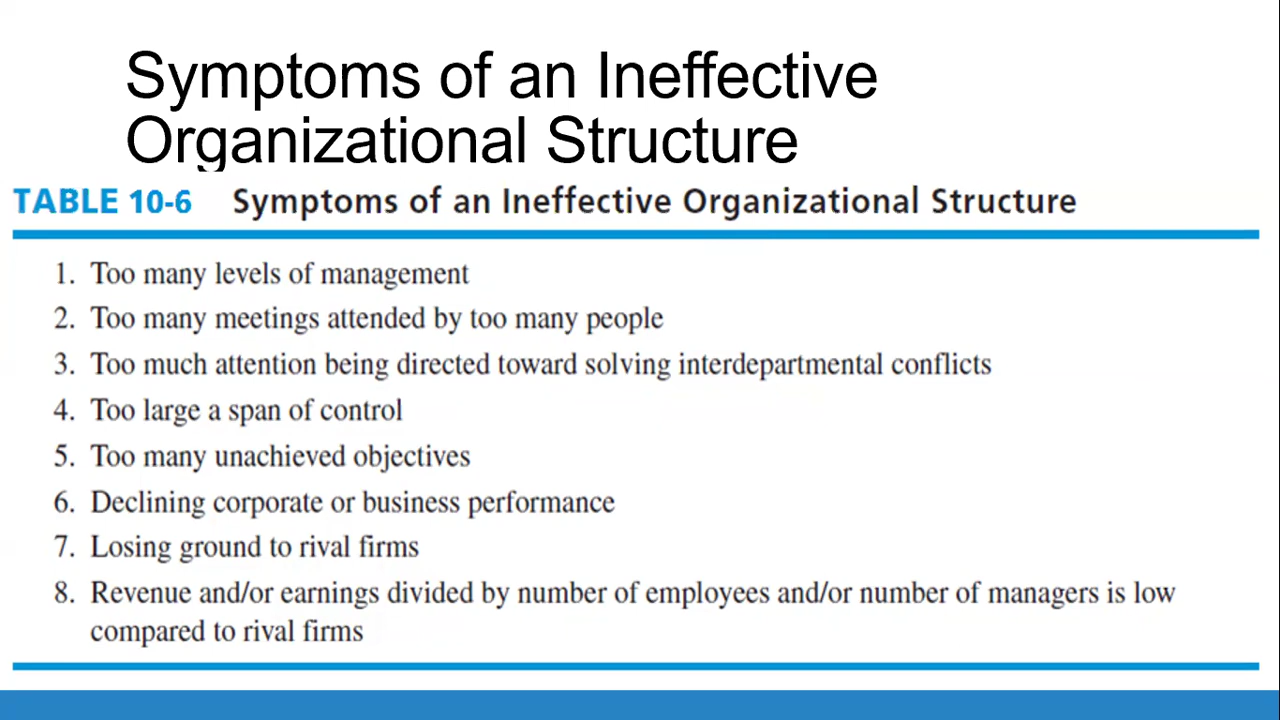 Symptoms of an Ineffective
Organizational Structure
TABLE 10-6 Symptoms of an Ineffective Organizational Structure
1. Too many levels of management
2. Too many meetings attended by too many people
3. Too much attention being directed toward solving interdepartmental conflicts
4. Too large a span of control
5. Too many unachieved objectives
6. Declining corporate or business performance
7. Losing ground to rival firms
8. Revenue and/or earnings divided by number of employees and/or number of managers is low
compared to rival firms